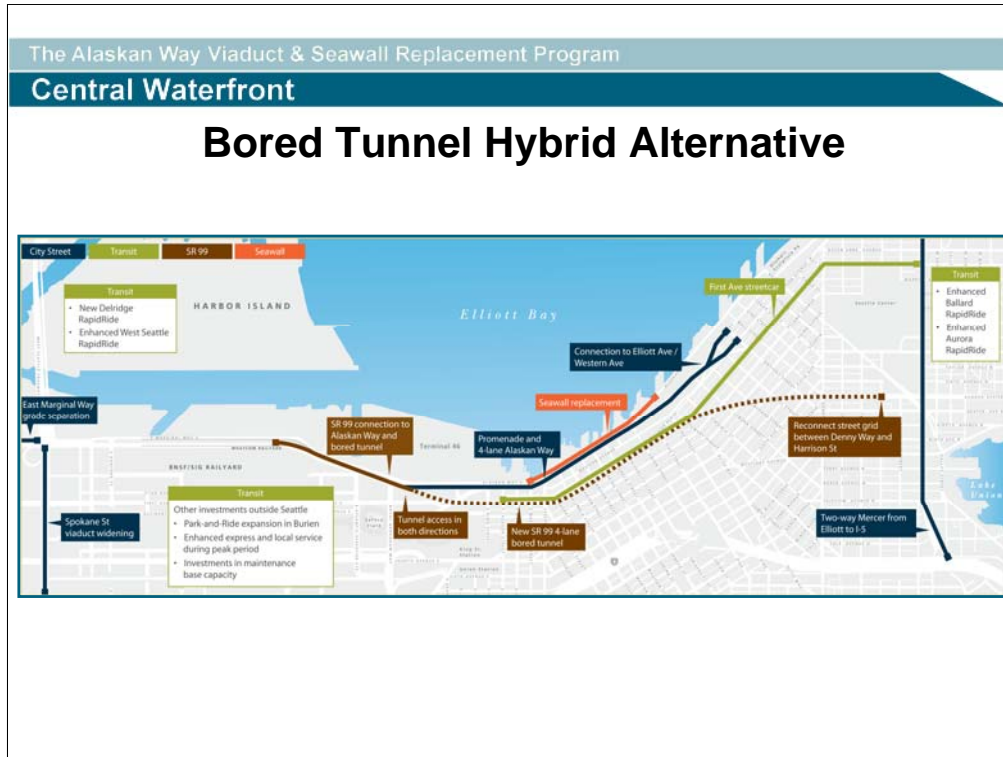 The Alaskan Way Viaduct & Seawall Replacement Program
Central Waterfront
Bored Tunnel Hybrid Alternative
City Street
Transit
SR 99
Seawall
Transit
• New Delridge
RapidRide
• Enhanced West Seattle
RapidRide
HARBOR ISLAND
Elliott Bay
First Ave streetcar
Transit
• Enhanced
Ballard
RapidRide
• Enhanced
Aurora
RapidRide
Connection to Elliott Ave /
Western Ave
Seawall replacement
East Marginal Way
grade separation
SR 99 connection to
Alaskan Way and
bored tunnel
Terminal 46
Promenade and
4-lane Alaskan Way
Reconnect street grid
between Denny Way and
Harrison St
BNSF/SIG RAILYARD
Lake
Union
Spokane St
viaduct widening
Transit
Other investments outside Seattle
• Park-and-Ride expansion in Burien
• Enhanced express and local service
during peak period
• Investments in maintenance
base capacity
Tunnel access in
both directions
New SR 99 4-lane
bored tunnel
Two-way Mercer from
Elliott to I-5